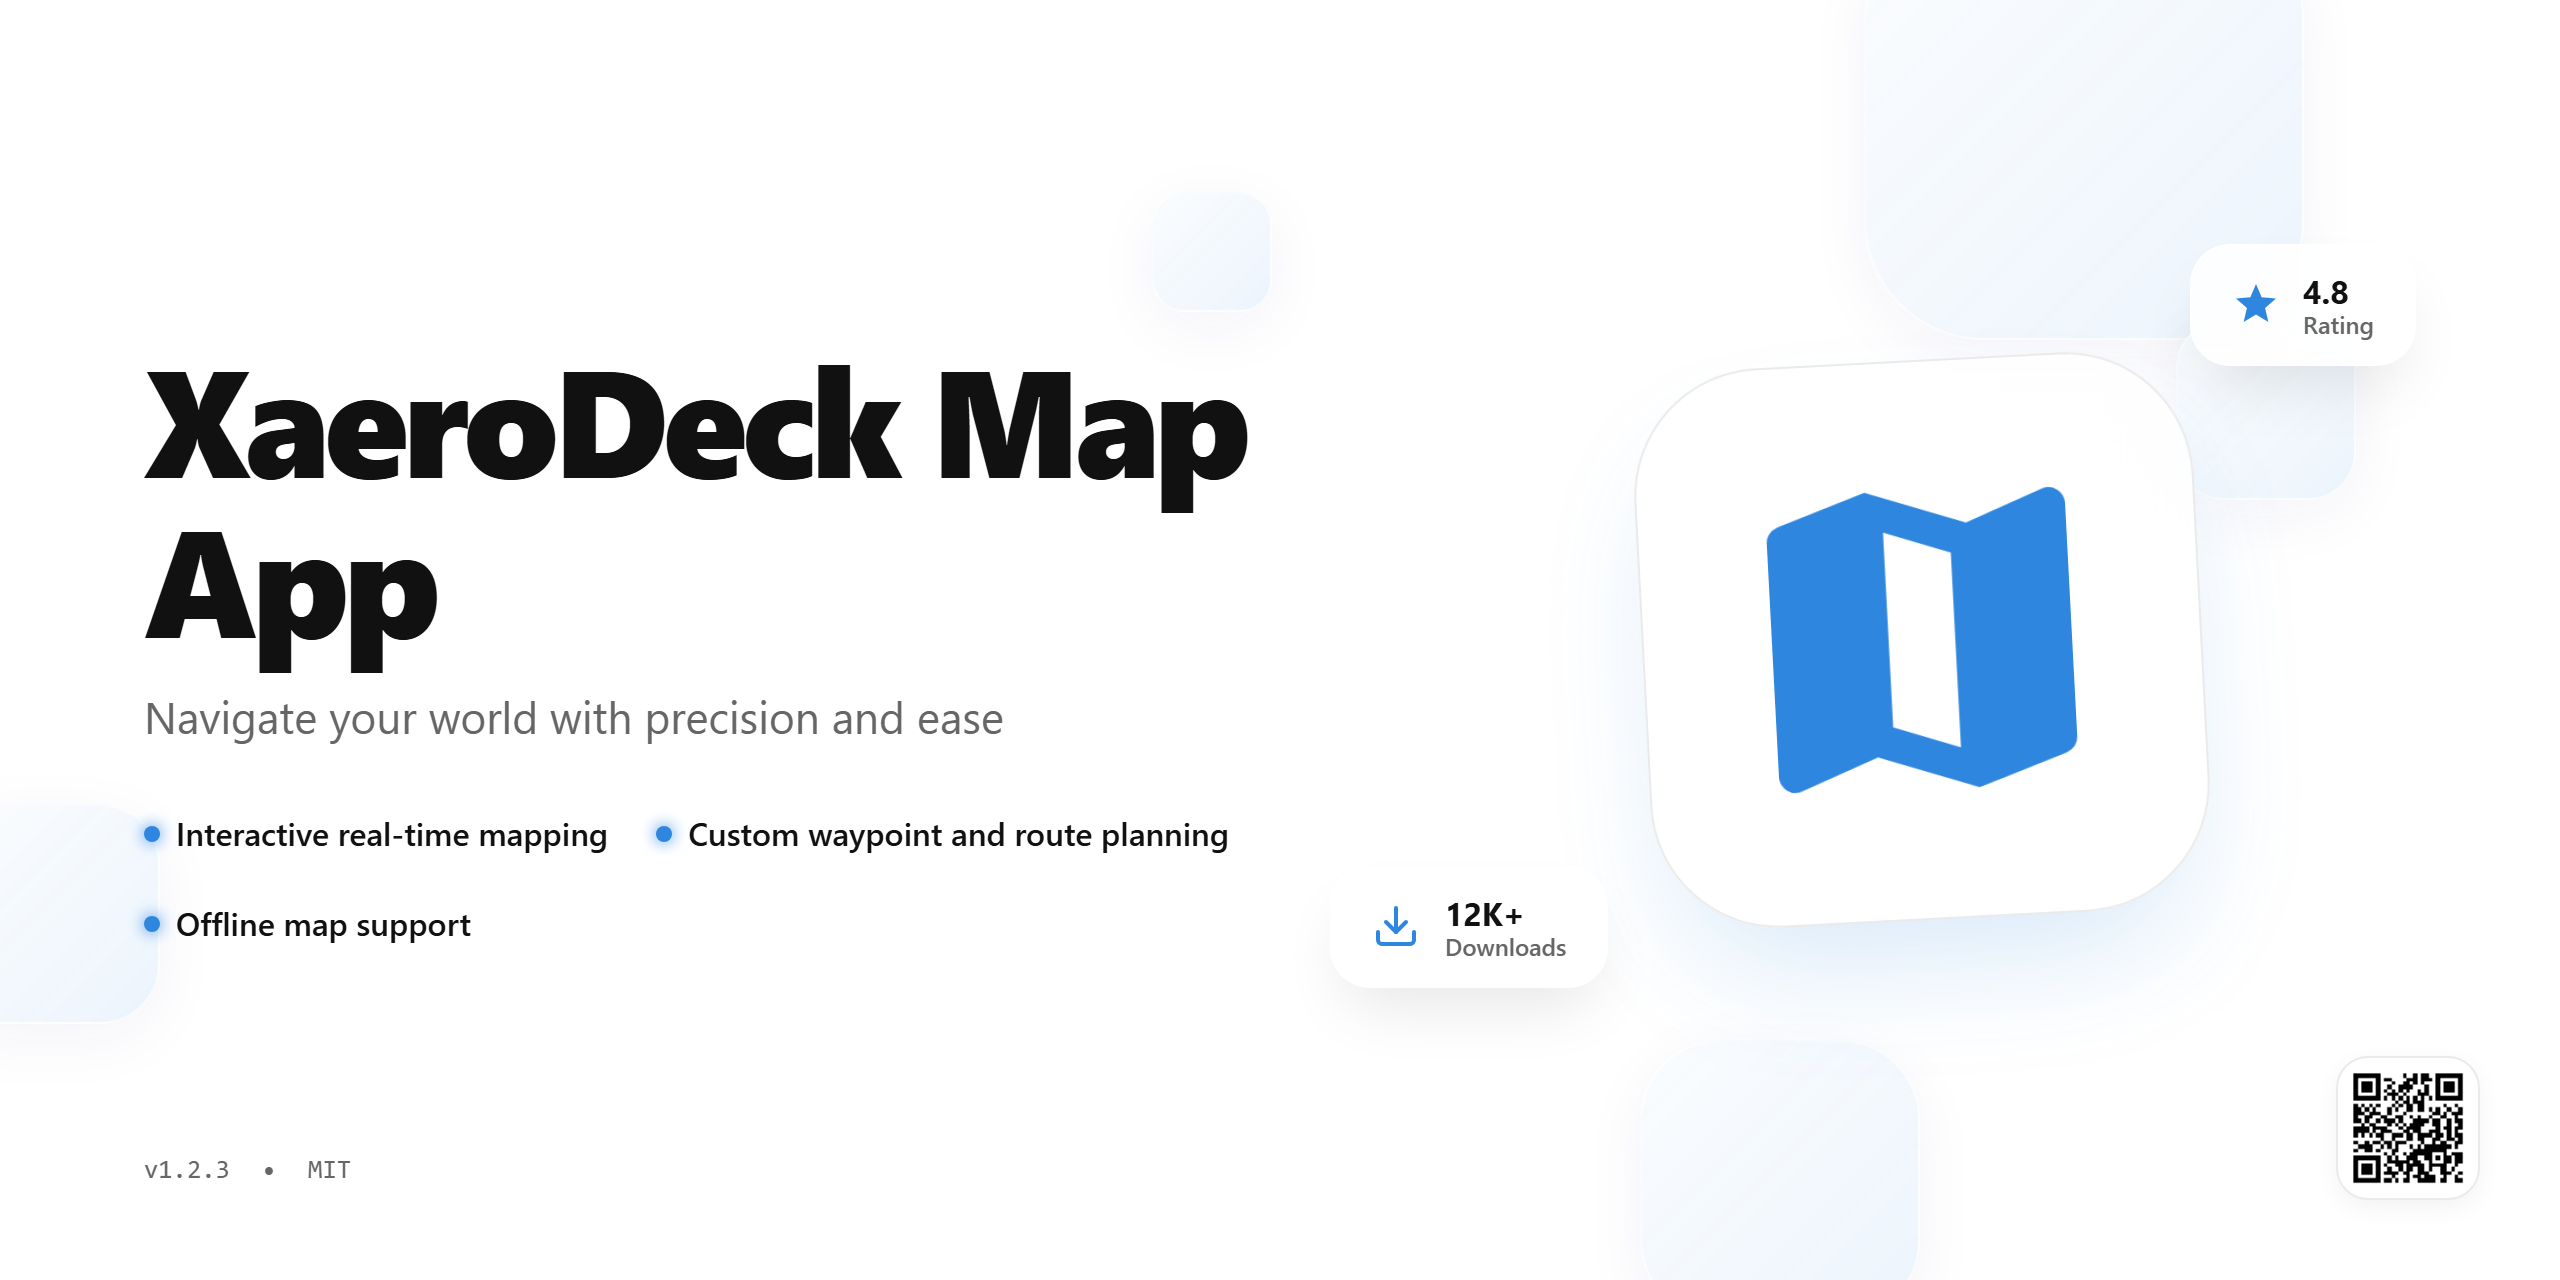 XaeroDeck Map
App
Navigate your world with precision and ease
Interactive real-time mapping
Custom waypoint and route planning
Offline map support
v1.2.3 • MIT
4.8
Rating
12K+
Downloads